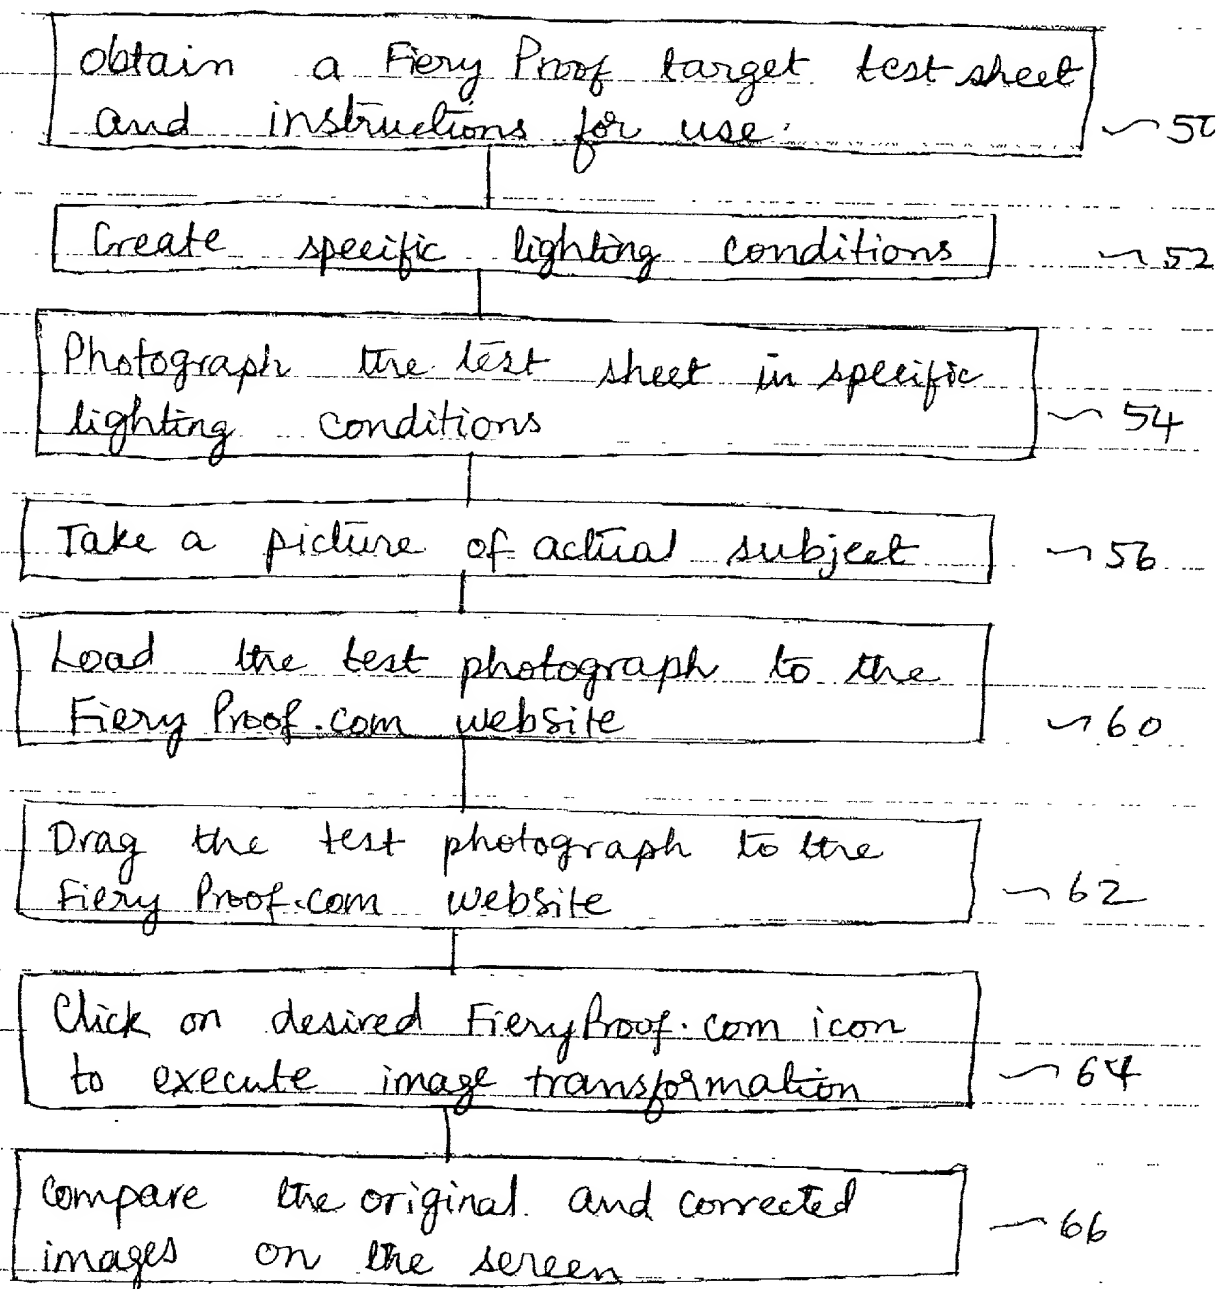 obtain a Fiery Proof target test sheet
and instructions for use.
50
Create specific lighting conditions
52
Photograph the test sheet in specific
lighting conditions
54
Take a picture of actual subject
56
Load the test photograph to the
Fiery Proof.com website
60
Drag the test photograph to the
Fiery Proof.com website
62
Click on desired FieryProof.com icon
to execute image transformation
64
Compare the original and corrected
images on the screen
66